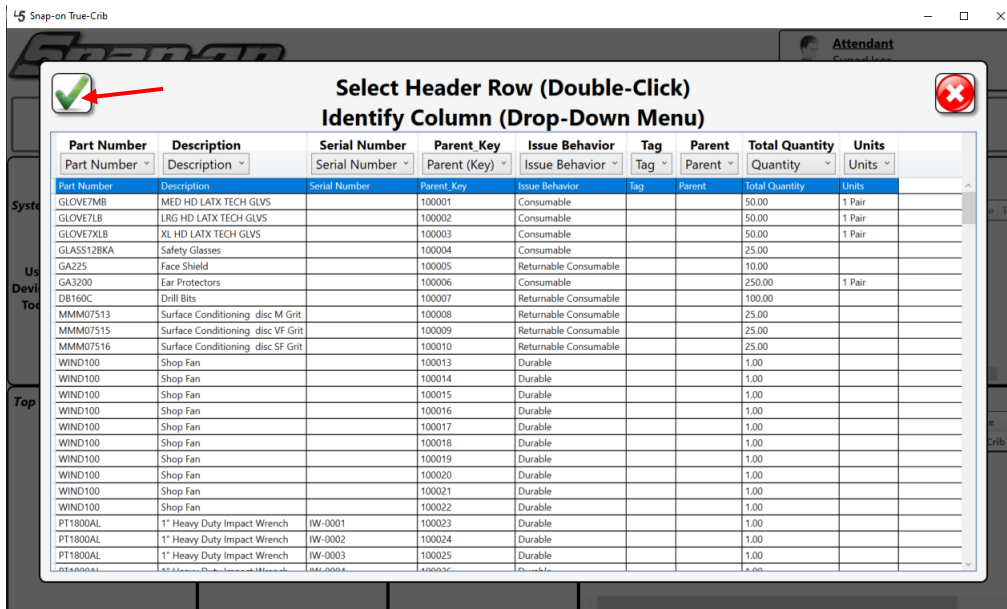 Snap-on True-Crib
Snap-on
Attendant
SuperUser
Select Header Row (Double-Click)
Identify Column (Drop-Down Menu)
Part Number Description Serial Number Parent_Key Issue Behavior Tag Parent Total Quantity Units
Part Number Description Serial Number Parent (Key) Issue Behavior Tag Parent Quantity Units
Part Number Description Serial Number Parent_Key Issue Behavior Tag Parent Total Quantity Units
GLOVE7MB MED HD LATX TECH GLVS 100001 Consumable 50.00 1 Pair
GLOVE7LB LRG HD LATX TECH GLVS 100002 Consumable 50.00 1 Pair
GLOVE7XLB XL HD LATX TECH GLVS 100003 Consumable 50.00 1 Pair
GLASS12BKA Safety Glasses 100004 Consumable 25.00
GA225 Face Shield 100005 Returnable Consumable 10.00
GA3200 Ear Protectors 100006 Consumable 250.00 1 Pair
DB160C Drill Bits 100007 Returnable Consumable 100.00
MMM07513 Surface Conditioning disc M Grit 100008 Returnable Consumable 25.00
MMM07515 Surface Conditioning disc VF Grit 100009 Returnable Consumable 25.00
MMM07516 Surface Conditioning disc SF Grit 100010 Returnable Consumable 25.00
WIND100 Shop Fan 100013 Durable 1.00
WIND100 Shop Fan 100014 Durable 1.00
WIND100 Shop Fan 100015 Durable 1.00
WIND100 Shop Fan 100016 Durable 1.00
WIND100 Shop Fan 100017 Durable 1.00
WIND100 Shop Fan 100018 Durable 1.00
WIND100 Shop Fan 100019 Durable 1.00
WIND100 Shop Fan 100020 Durable 1.00
WIND100 Shop Fan 100021 Durable 1.00
WIND100 Shop Fan 100022 Durable 1.00
PT1800AL 1" Heavy Duty Impact Wrench IW-0001 100023 Durable 1.00
PT1800AL 1" Heavy Duty Impact Wrench IW-0002 100024 Durable 1.00
PT1800AL 1" Heavy Duty Impact Wrench IW-0003 100025 Durable 1.00
Top